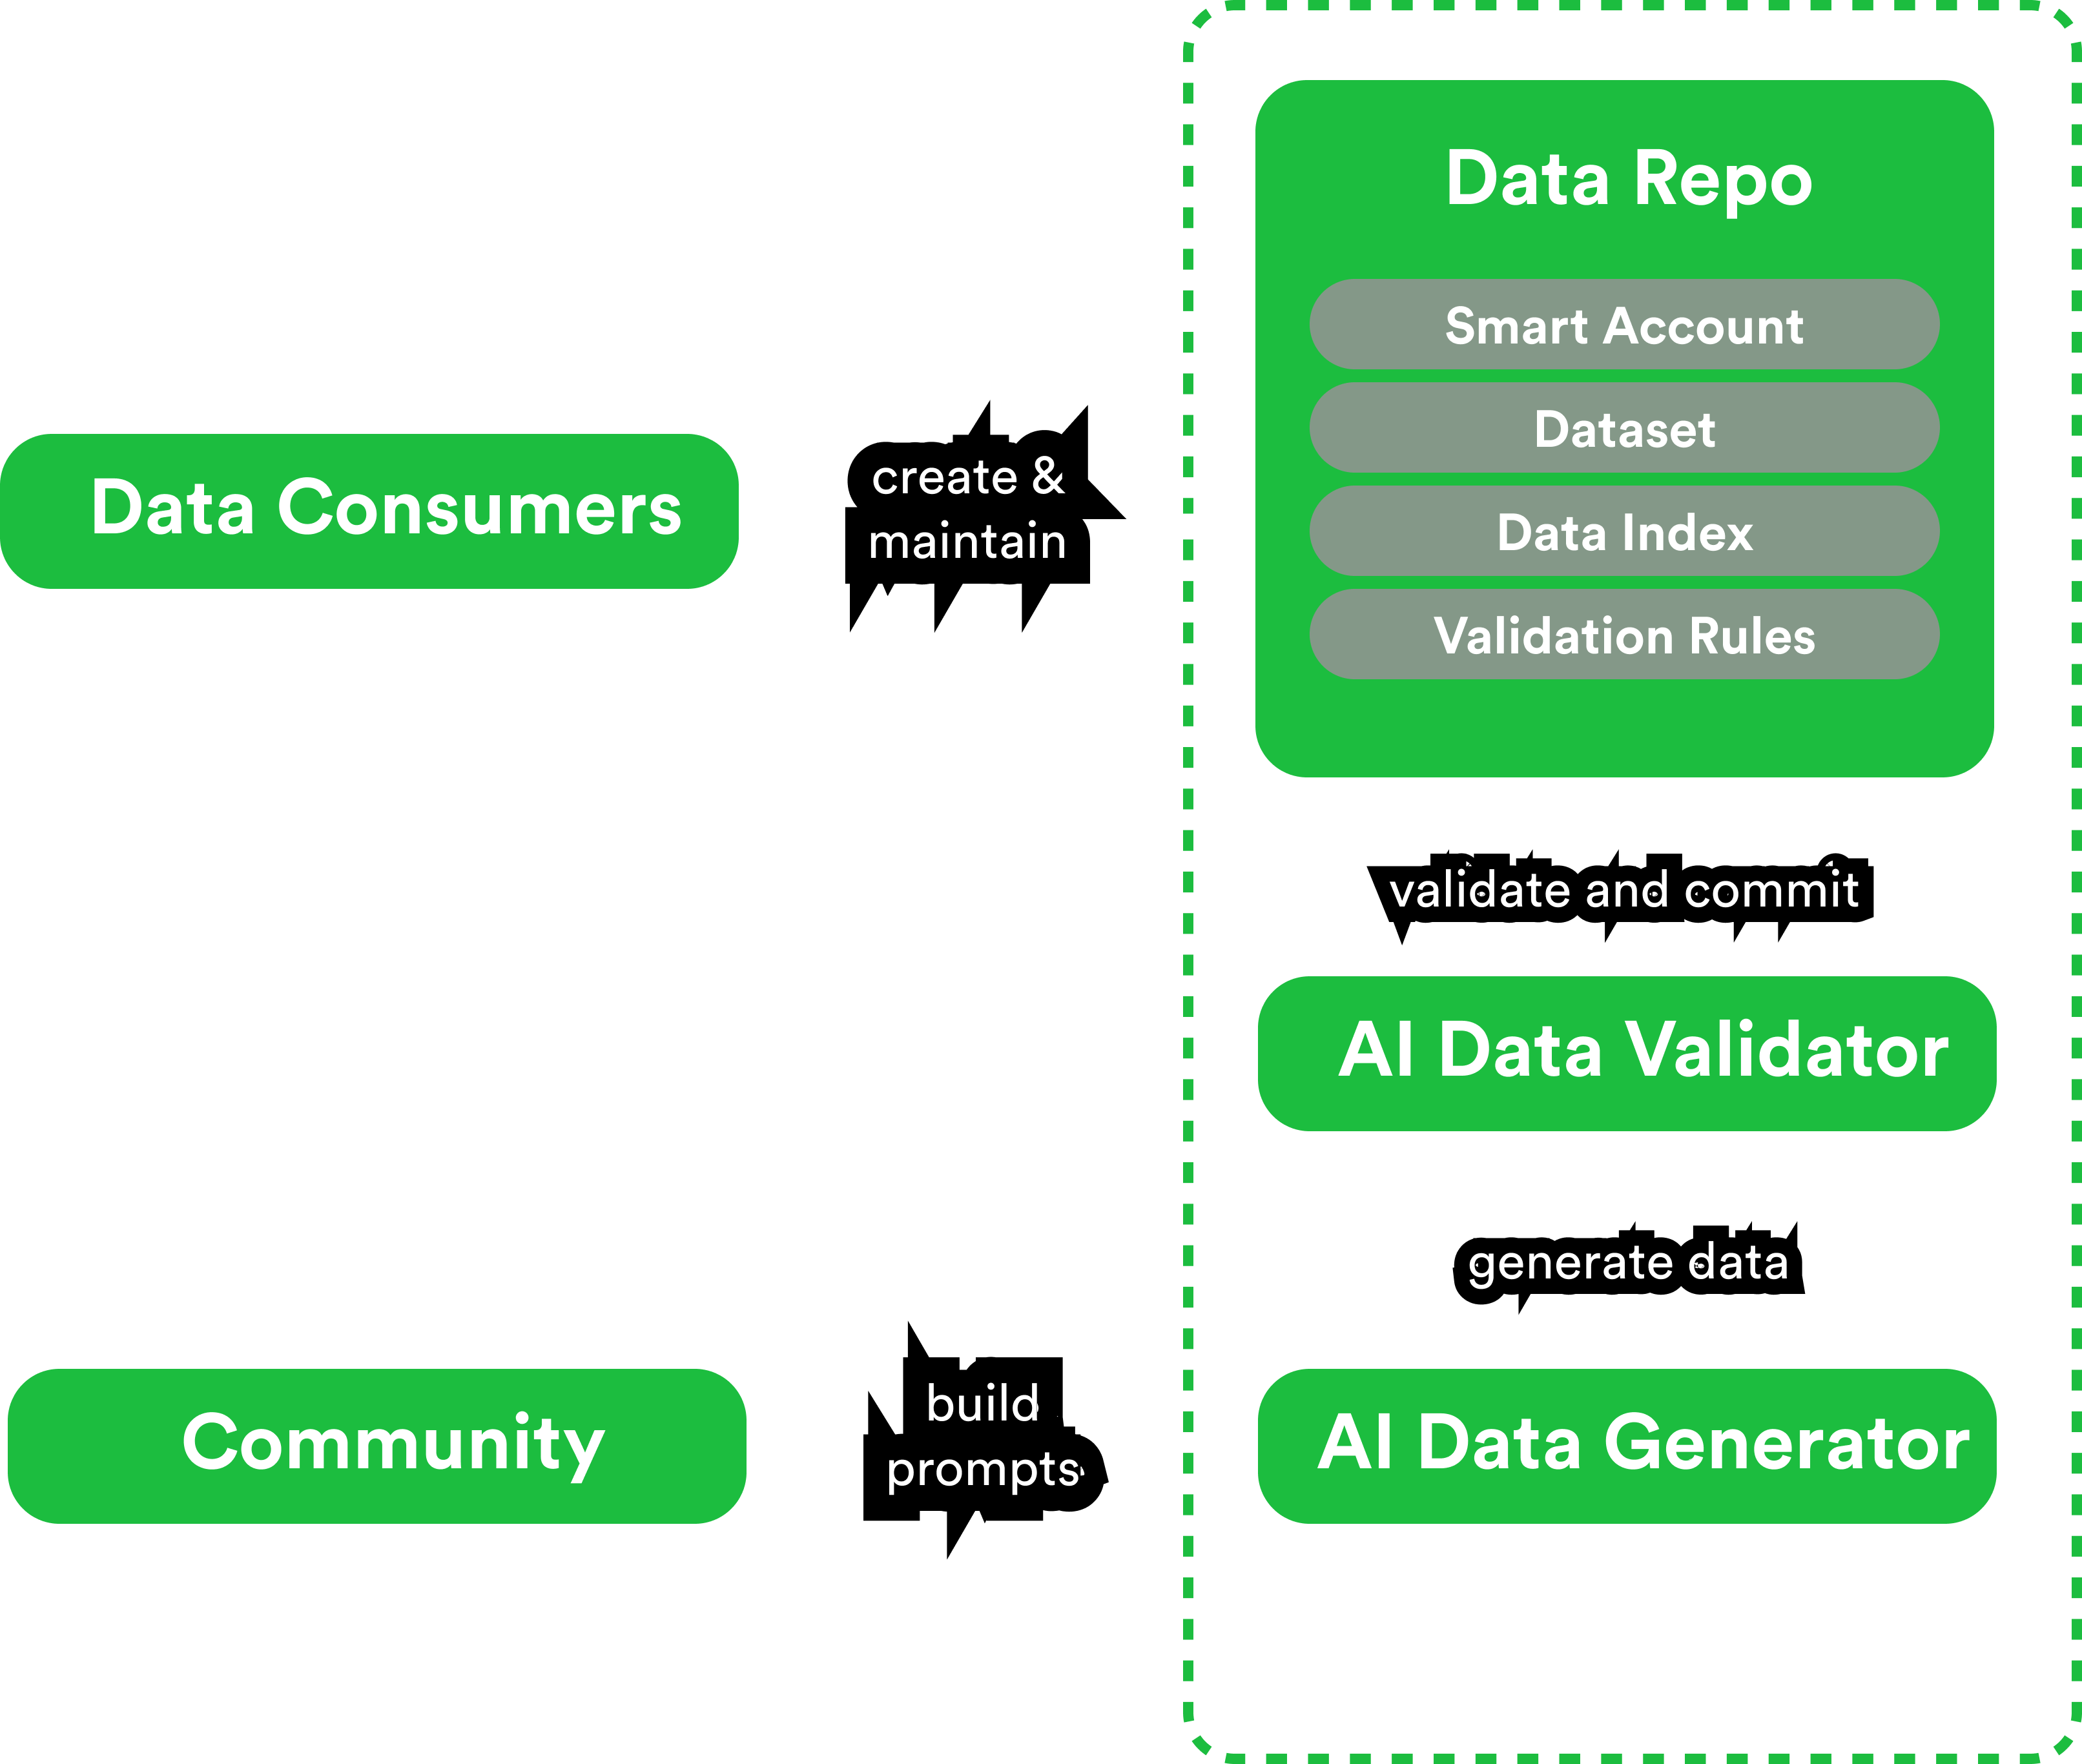 Data Repo
Smart Account
Dataset
Data Index
Validation Rules
Data Consumers
create &
maintain
validate and commit
AI Data Validator
generate data
build
prompts
Community
AI Data Generator